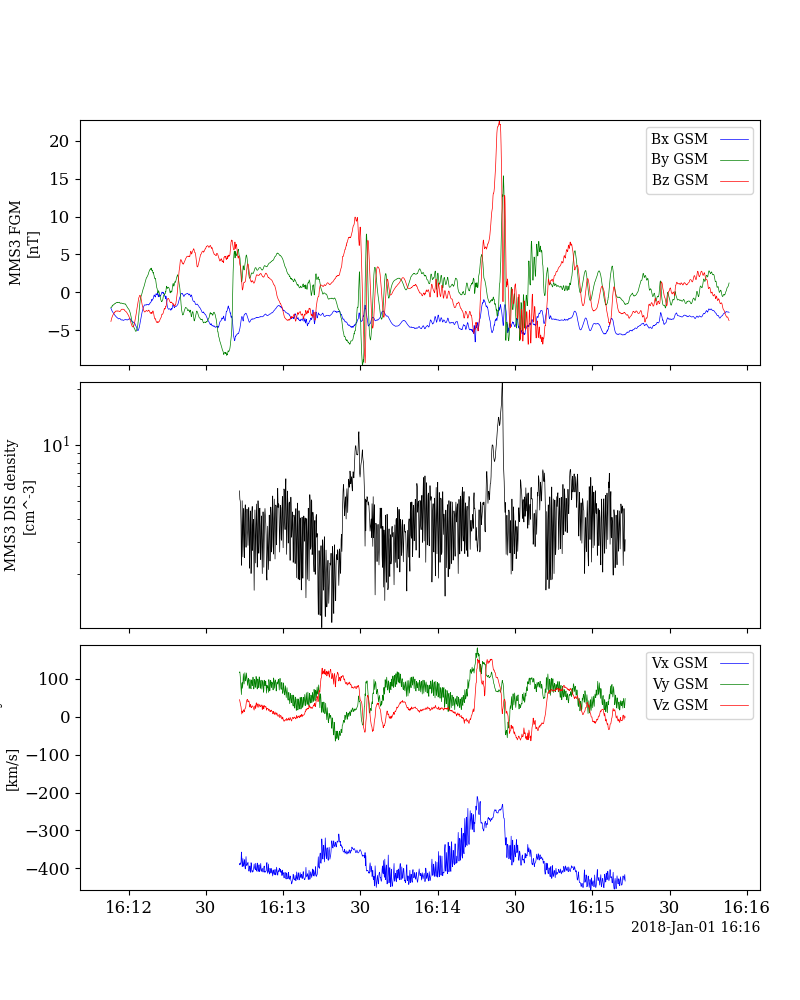 20
15
10
5
0
−5
MMS3 FGM
[nT]
Bx GSM
By GSM
Bz GSM
10^1
MMS3 DIS density
[cm^-3]
100
0
−100
−200
−300
−400
[km/s]
Vx GSM
Vy GSM
Vz GSM
16:12 30 16:13 30 16:14 30 16:15 30 16:16
2018-Jan-01 16:16